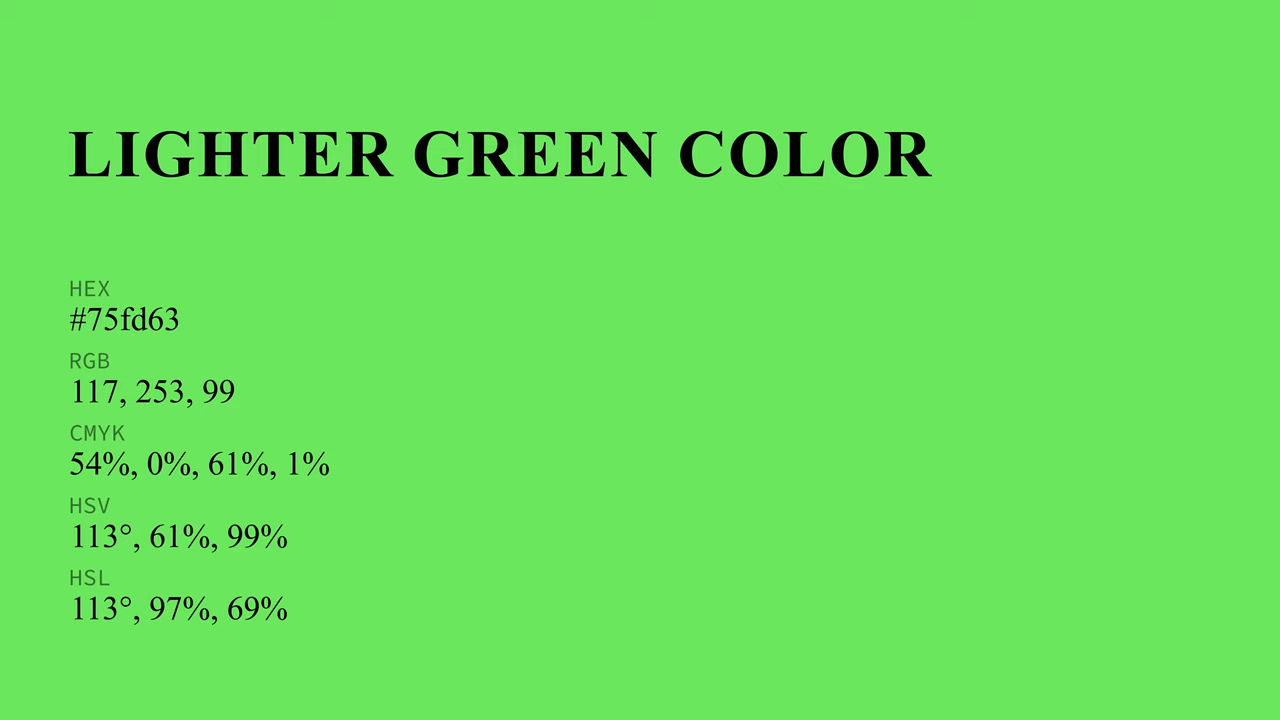 LIGHTER GREEN COLOR
HEX
#75fd63
RGB
117, 253, 99
CMYK
54%, 0%, 61%, 1%
HSV
113°, 61%, 99%
HSL
113°, 97%, 69%